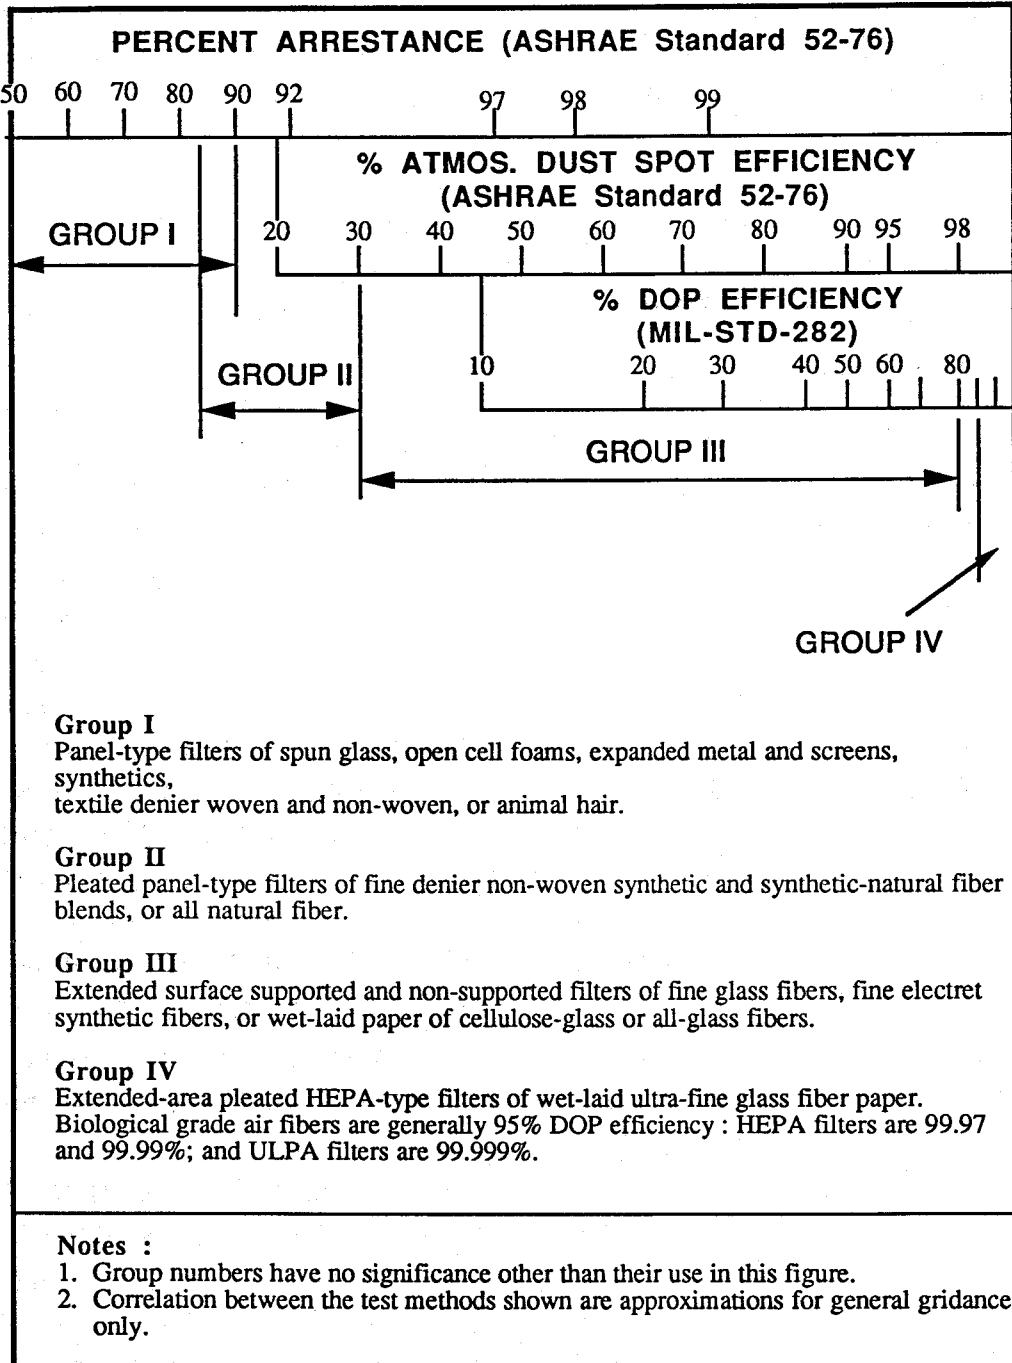 PERCENT ARRESTANCE (ASHRAE Standard 52-76)
50 60 70 80 90 92 97 98 99
% ATMOS. DUST SPOT EFFICIENCY
(ASHRAE Standard 52-76)
GROUP I
20 30 40 50 60 70 80 90 95 98
% DOP EFFICIENCY
(MIL-STD-282)
GROUP II
10 20 30 40 50 60 80
GROUP III
GROUP IV
Group I
Panel-type filters of spun glass, open cell foams, expanded metal and screens,
synthetics,
textile denier woven and non-woven, or animal hair.
Group II
Pleated panel-type filters of fine denier non-woven synthetic and synthetic-natural fiber
blends, or all natural fiber.
Group III
Extended surface supported and non-supported filters of fine glass fibers, fine electret
synthetic fibers, or wet-laid paper of cellulose-glass or all-glass fibers.
Group IV
Extended-area pleated HEPA-type filters of wet-laid ultra-fine glass fiber paper.
Biological grade air fibers are generally 95% DOP efficiency : HEPA filters are 99.97
and 99.99%; and ULPA filters are 99.999%.
Notes :
1. Group numbers have no significance other than their use in this figure.
2. Correlation between the test methods shown are approximations for general gridance
only.